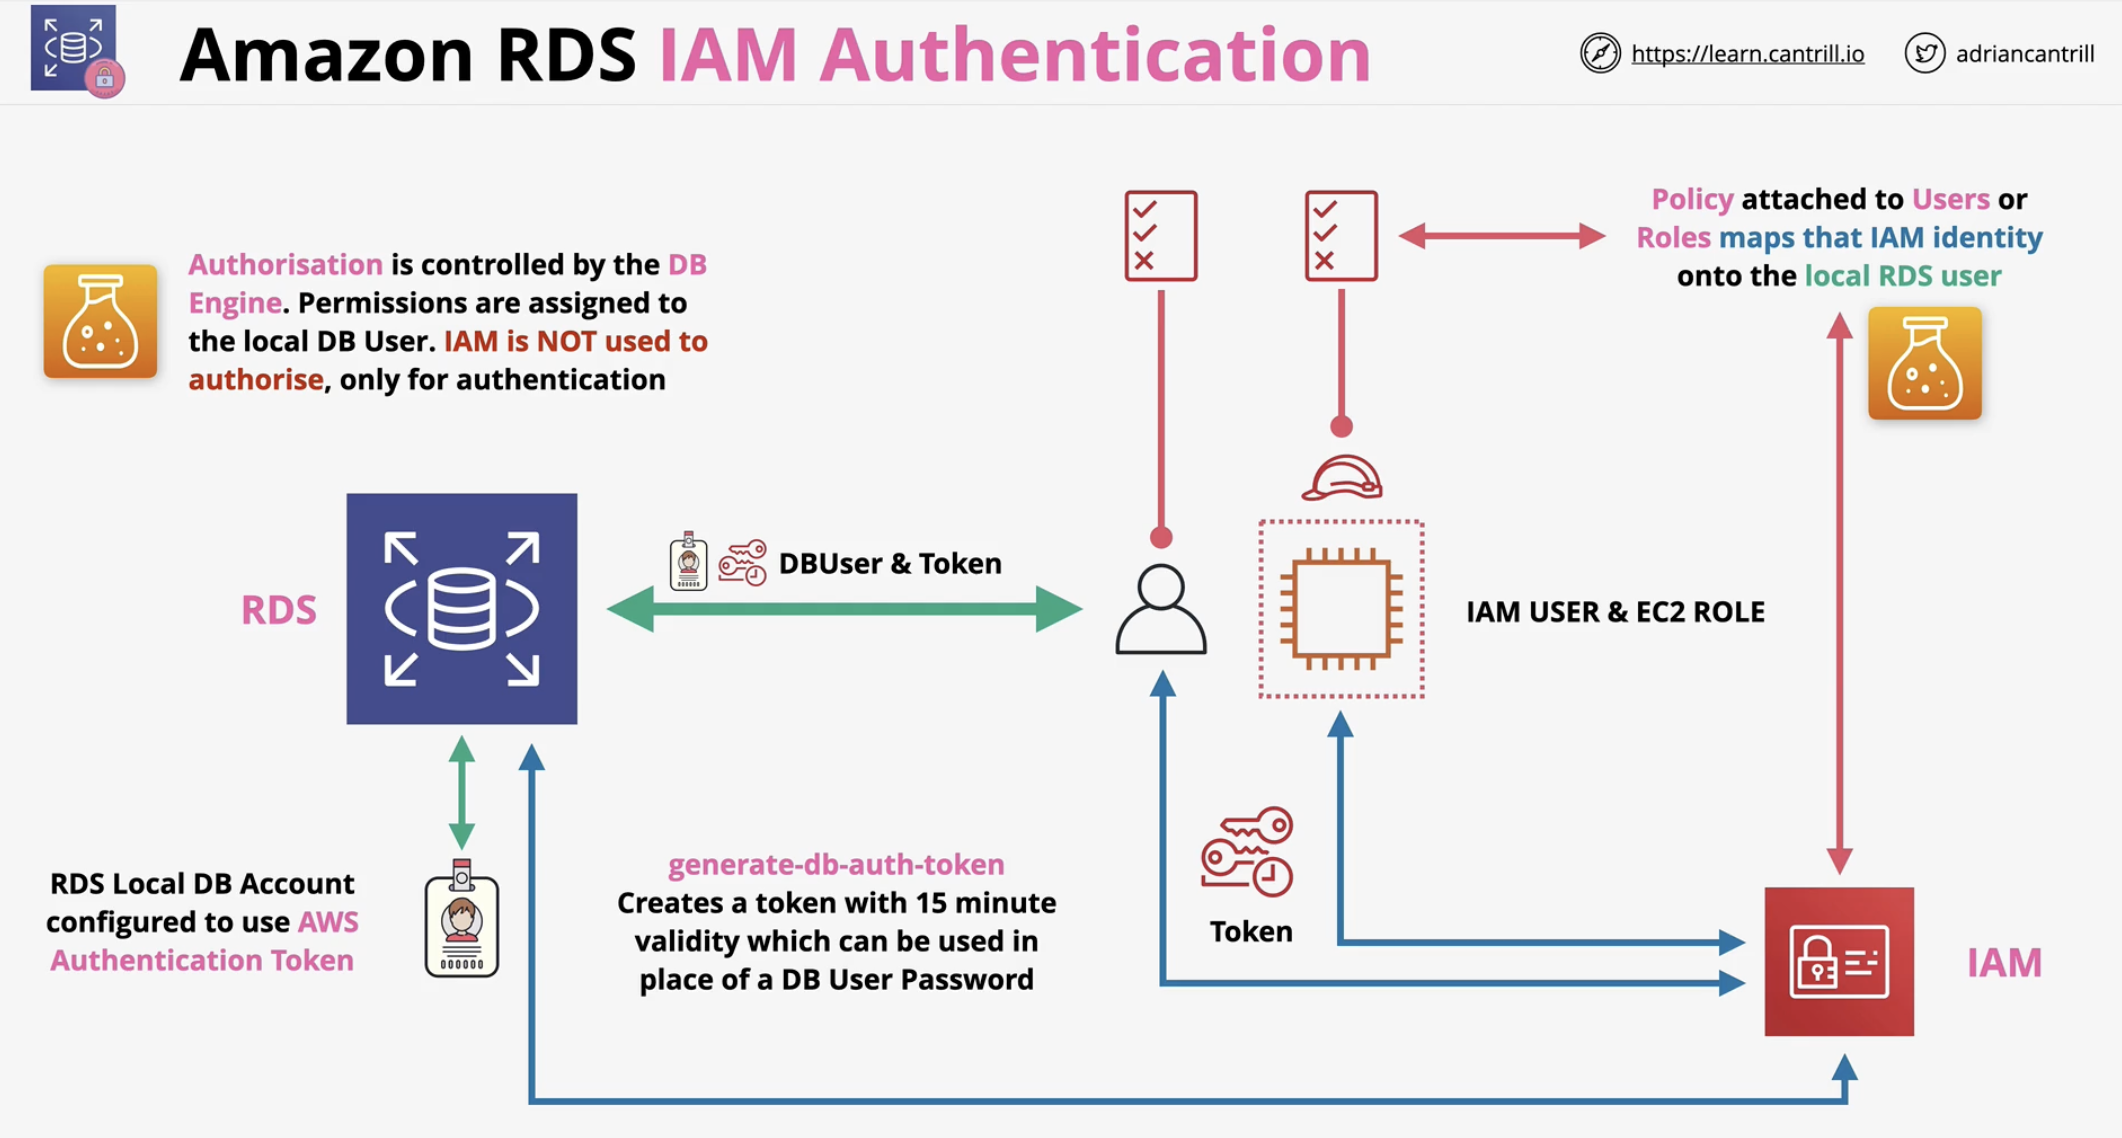 Amazon RDS IAM Authentication
https://learn.cantrill.io
adriancantrill
Policy attached to Users or
Roles maps that IAM identity
onto the local RDS user
Authorisation is controlled by the DB
Engine. Permissions are assigned to
the local DB User. IAM is NOT used to
authorise, only for authentication
RDS
DBUser & Token
IAM USER & EC2 ROLE
RDS Local DB Account
configured to use AWS
Authentication Token
generate-db-auth-token
Creates a token with 15 minute
validity which can be used in
place of a DB User Password
Token
IAM